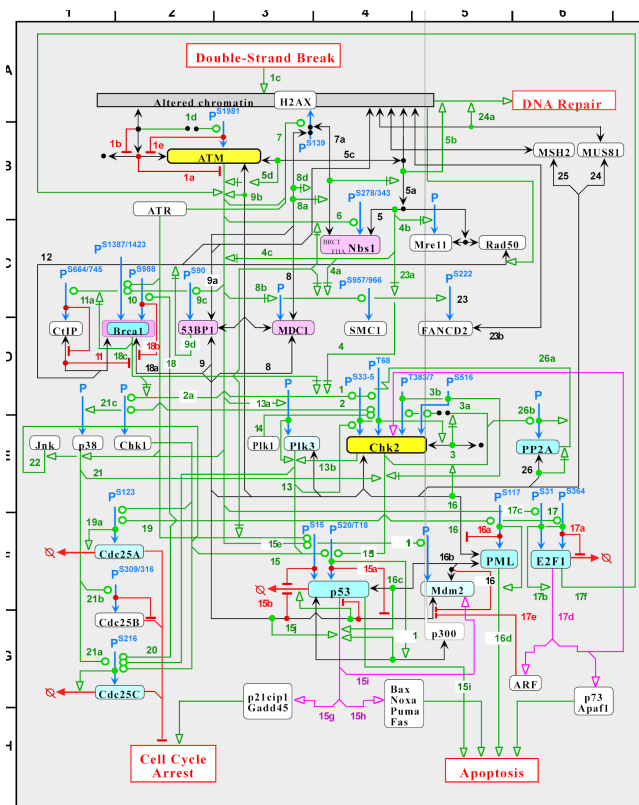 1 2 3 4 5 6
A
Double-Strand Break
1c
Altered chromatin H2AX
DNA Repair
S1981
P
1d
1b 1e
7 S139
P
7a
24a
5b
B
ATM
1a
5c
5d
9b
8d
8a
S278/343
P
5a
MSH2 MUS81
25 24
ATR
6 5
P
4b
BRCT
FHA Nbs1
Mre11 Rad50
C
12
S1387/1423
P
S664/745
P
S988
P
S90
P
9c
9a
4c
4a
8
23a
S957/966
P
S222
P
23
11a 10
8b
P
CtIP Brca1 53BP1 MDC1 SMC1 FANCD2
18b
9d
23b
D
11 18c 18a 18 9 8 4
T68
P
26a
2a
1
2
S33-5
P
T383/7
P
S516
P
3b
3a
P 21c P
13a
P
14
26b P
E
Jnk p38 Chk1 Plk1 Plk3 Chk2 PP2A
22 21
13b
13
3
26
S123
P
19a 19
16
S117
P
17c
S31
P
S364
P
17
16 16a 17a
F
Cdc25A
15e
15
S15
P
S20/T18
P
15
15a
1 P
16b
PML E2F1
S309/316
P
21b
15b p53 16c Mdm2 16
17b 17f
Cdc25B
17e 17d
G
S216
P
20
21a
15j
1
p300
16d
Cdc25C
15i 15i
ARF
p21cip1
Gadd45
15g 15h
Bax
Noxa
Puma
Fas
p73
Apaf1
H
Cell Cycle
Arrest
Apoptosis